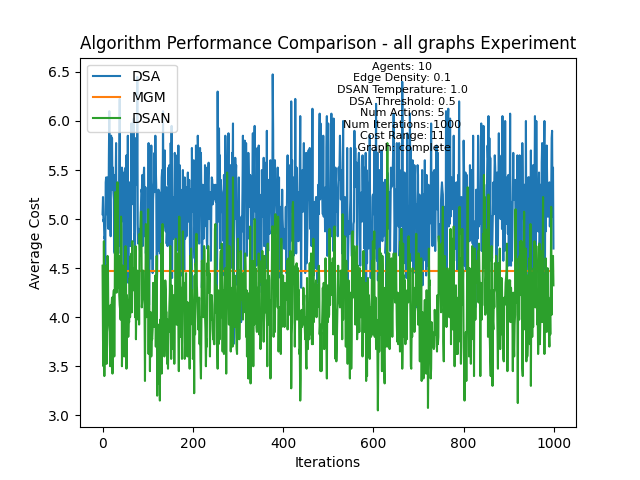 Algorithm Performance Comparison - all graphs Experiment
DSA
MGM
DSAN
Agents: 10
Edge Density: 0.1
DSAN Temperature: 1.0
DSA Threshold: 0.5
Num Actions: 5
Num Iterations: 1000
Cost Range: 11
Graph: complete
Average Cost
6.5
6.0
5.5
5.0
4.5
4.0
3.5
3.0
0 200 400 600 800 1000
Iterations